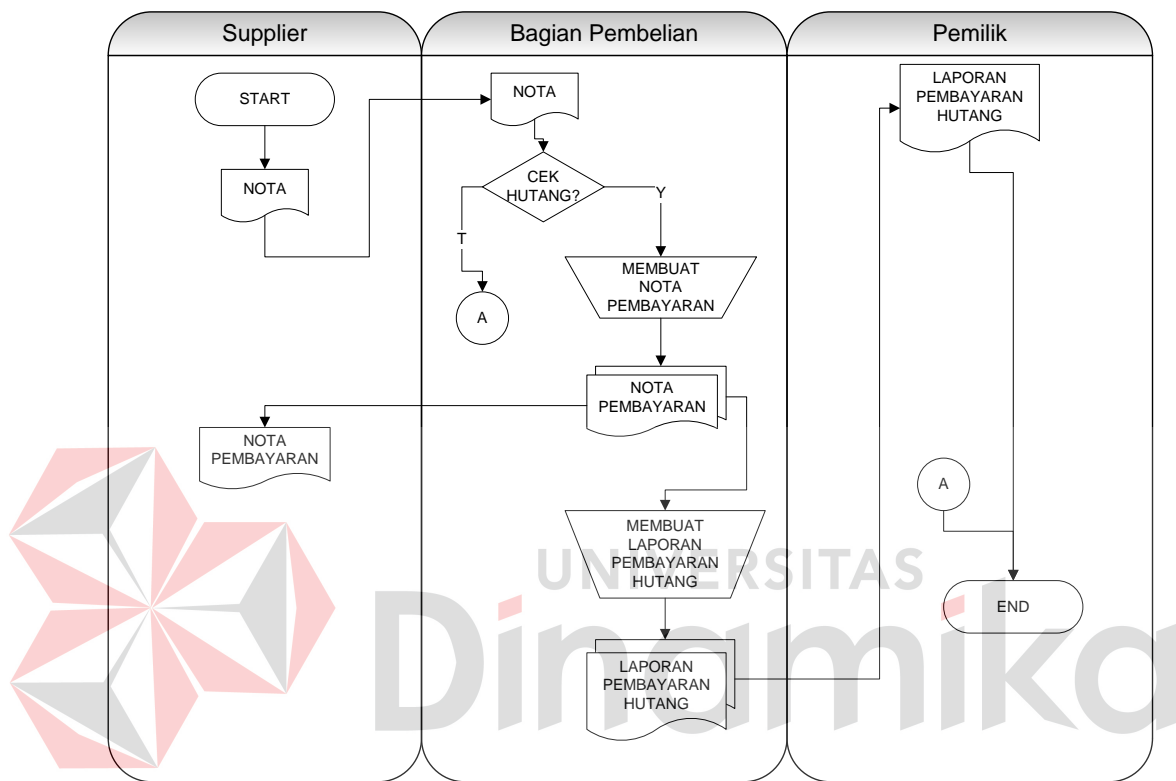 Supplier
Bagian Pembelian
Pemilik
START
NOTA
NOTA
CEK
HUTANG?
T
Y
A
MEMBUAT
NOTA
PEMBAYARAN
NOTA
PEMBAYARAN
NOTA
PEMBAYARAN
MEMBUAT
LAPORAN
PEMBAYARAN
HUTANG
LAPORAN
PEMBAYARAN
HUTANG
LAPORAN
PEMBAYARAN
HUTANG
A
END
UNIVERSITAS
Dinamika